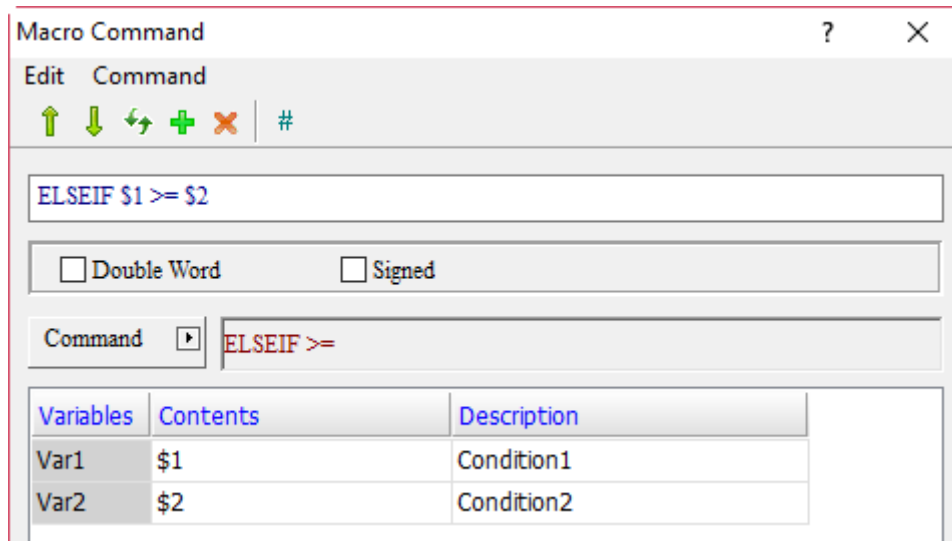 Macro Command ?
Edit Command
#
ELSEIF $1 >= $2
Double Word Signed
Command ELSEIF >=
Variables Contents Description
Var1 $1 Condition1
Var2 $2 Condition2